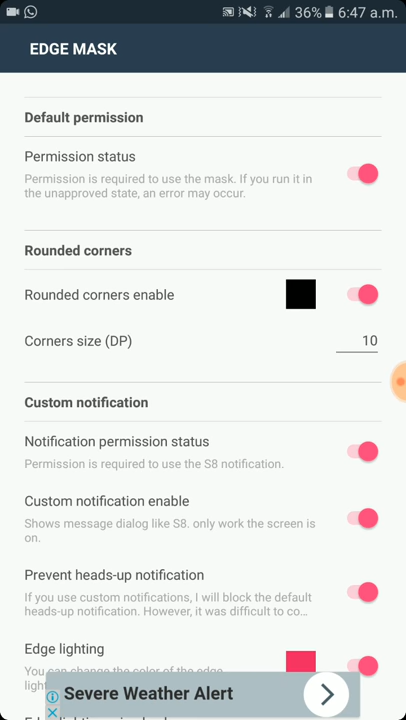 36% 6:47 a.m.
EDGE MASK
Default permission
Permission status
Permission is required to use the mask. If you run it in
the unapproved state, an error may occur.
Rounded corners
Rounded corners enable
Corners size (DP)
10
Custom notification
Notification permission status
Permission is required to use the S8 notification.
Custom notification enable
Shows message dialog like S8. only work the screen is
on.
Prevent heads-up notification
If you use custom notifications, I will block the default
heads-up notification. However, it was difficult to co...
Edge lighting
You can change the color of the edge
Severe Weather Alert